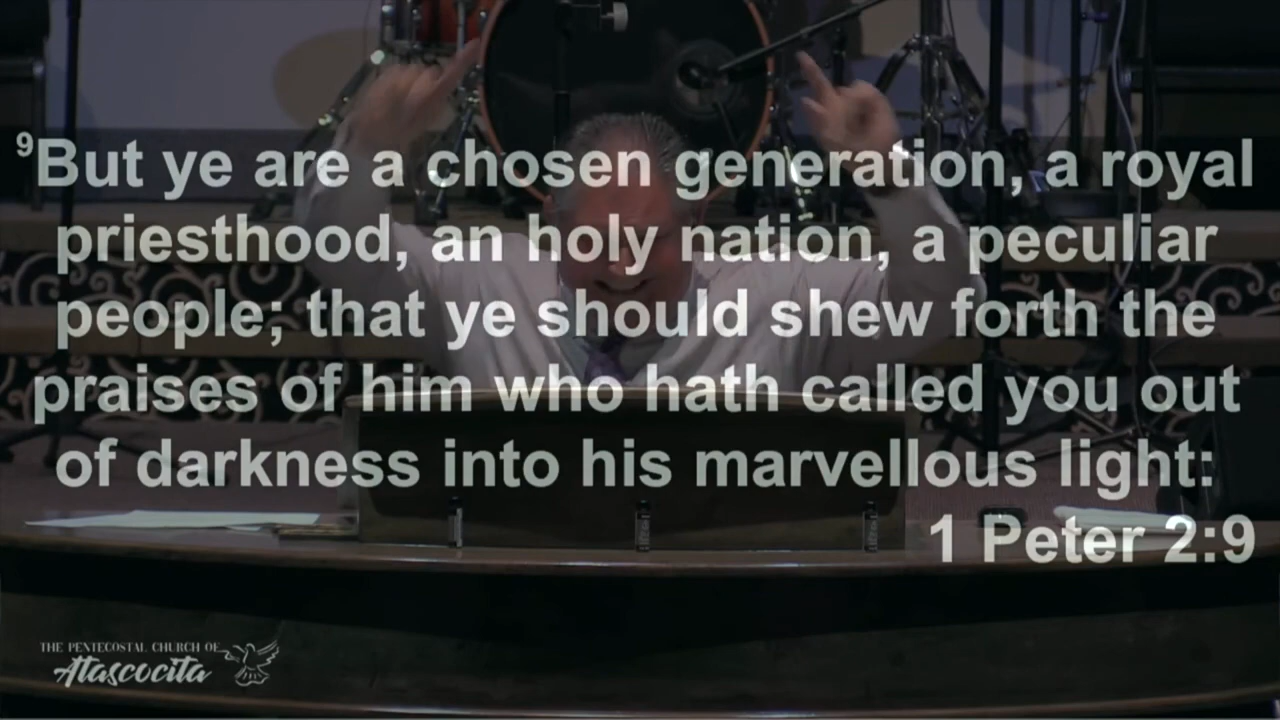 9But ye are a chosen generation, a royal
priesthood, an holy nation, a peculiar
people; that ye should shew forth the
praises of him who hath called you out
of darkness into his marvellous light:
1 Peter 2:9
THE PENTECOSTAL CHURCH OF
Atascocita